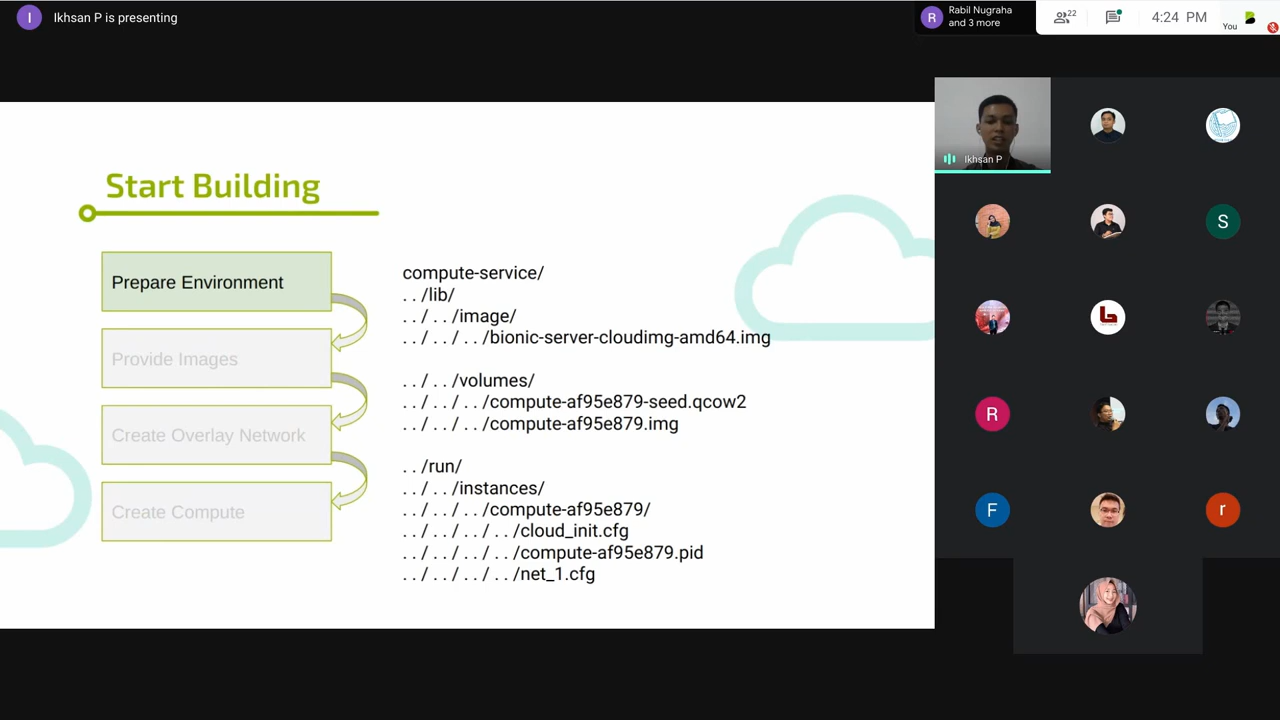 I
Ikhsan P is presenting
R
Rabil Nugraha
and 3 more
22
4:24 PM
You
Start Building
Prepare Environment
Provide Images
Create Overlay Network
Create Compute
compute-service/
. . /lib/
. . / . . /image/
. . / . . / . . /bionic-server-cloudimg-amd64.img
. . / . . /volumes/
. . / . . / . . /compute-af95e879-seed.qcow2
. . / . . / . . /compute-af95e879.img
. . /run/
. . / . . /instances/
. . / . . / . . /compute-af95e879/
. . / . . / . . / . . /cloud_init.cfg
. . / . . / . . / . . /compute-af95e879.pid
. . / . . / . . / . . /net_1.cfg
Ikhsan P
S
R
F
r